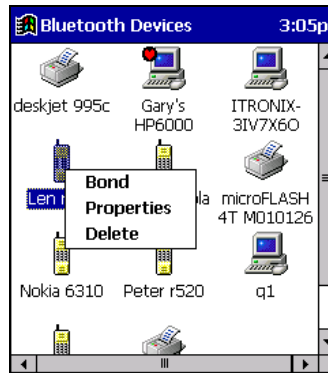 Bluetooth Devices 3:05p
deskjet 995c
Gary's
HP6000
ITRONIX-
3IV7X6O
Len
Bond
Properties
Delete
microFLASH
4T M010126
Nokia 6310
Peter r520
q1